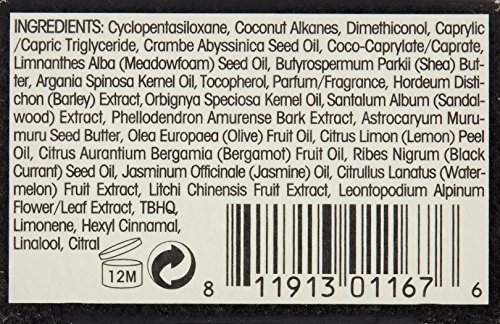 INGREDIENTS: Cyclopentasiloxane, Coconut Alkanes, Dimethiconol, Caprylic
/Capric Triglyceride, Crambe Abyssinica Seed Oil, Coco-Caprylate/Caprate,
Limnanthes Alba (Meadowfoam) Seed Oil, Butyrospermum Parkii (Shea) But-
ter, Argania Spinosa Kernel Oil, Tocopherol, Parfum/Fragrance, Hordeum Disti-
chon (Barley) Extract, Orbignya Speciosa Kernel Oil, Santalum Album (Sandal-
wood) Extract, Phellodendron Amurense Bark Extract, Astrocaryum Muru-
muru Seed Butter, Olea Europaea (Olive) Fruit Oil, Citrus Limon (Lemon) Peel
Oil, Citrus Aurantium Bergamia (Bergamot) Fruit Oil, Ribes Nigrum (Black
Currant) Seed Oil, Jasminum Officinale (Jasmine) Oil, Citrullus Lanatus (Water-
melon) Fruit Extract, Litchi Chinensis Fruit Extract, Leontopodium Alpinum
Flower/Leaf Extract, TBHQ,
Limonene, Hexyl Cinnamal,
Linalool, Citral
12M
8 11913 01167 6